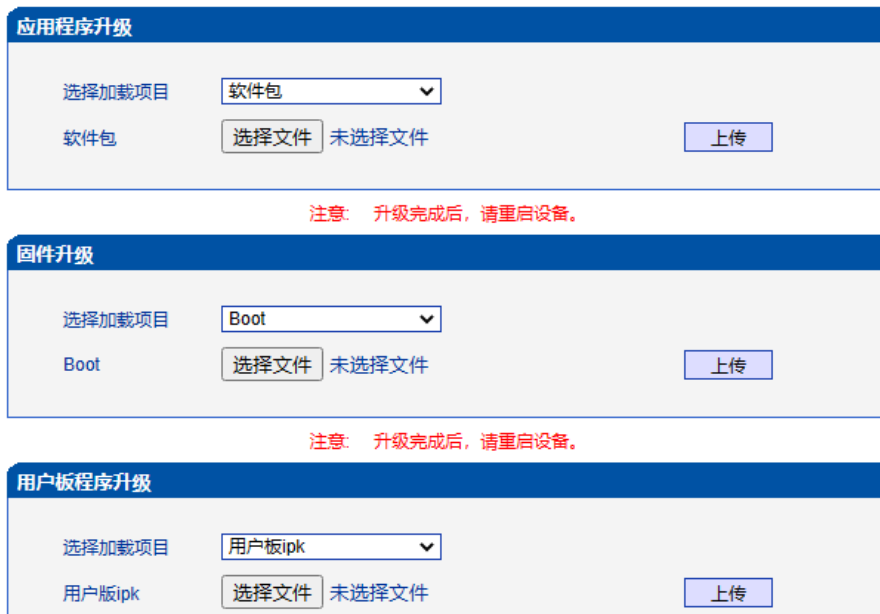 应用程序升级
选择加载项目 软件包
软件包 选择文件 未选择文件 上传
注意: 升级完成后，请重启设备。
固件升级
选择加载项目 Boot
Boot 选择文件 未选择文件 上传
注意: 升级完成后，请重启设备。
用户板程序升级
选择加载项目 用户板ipk
用户版ipk 选择文件 未选择文件 上传